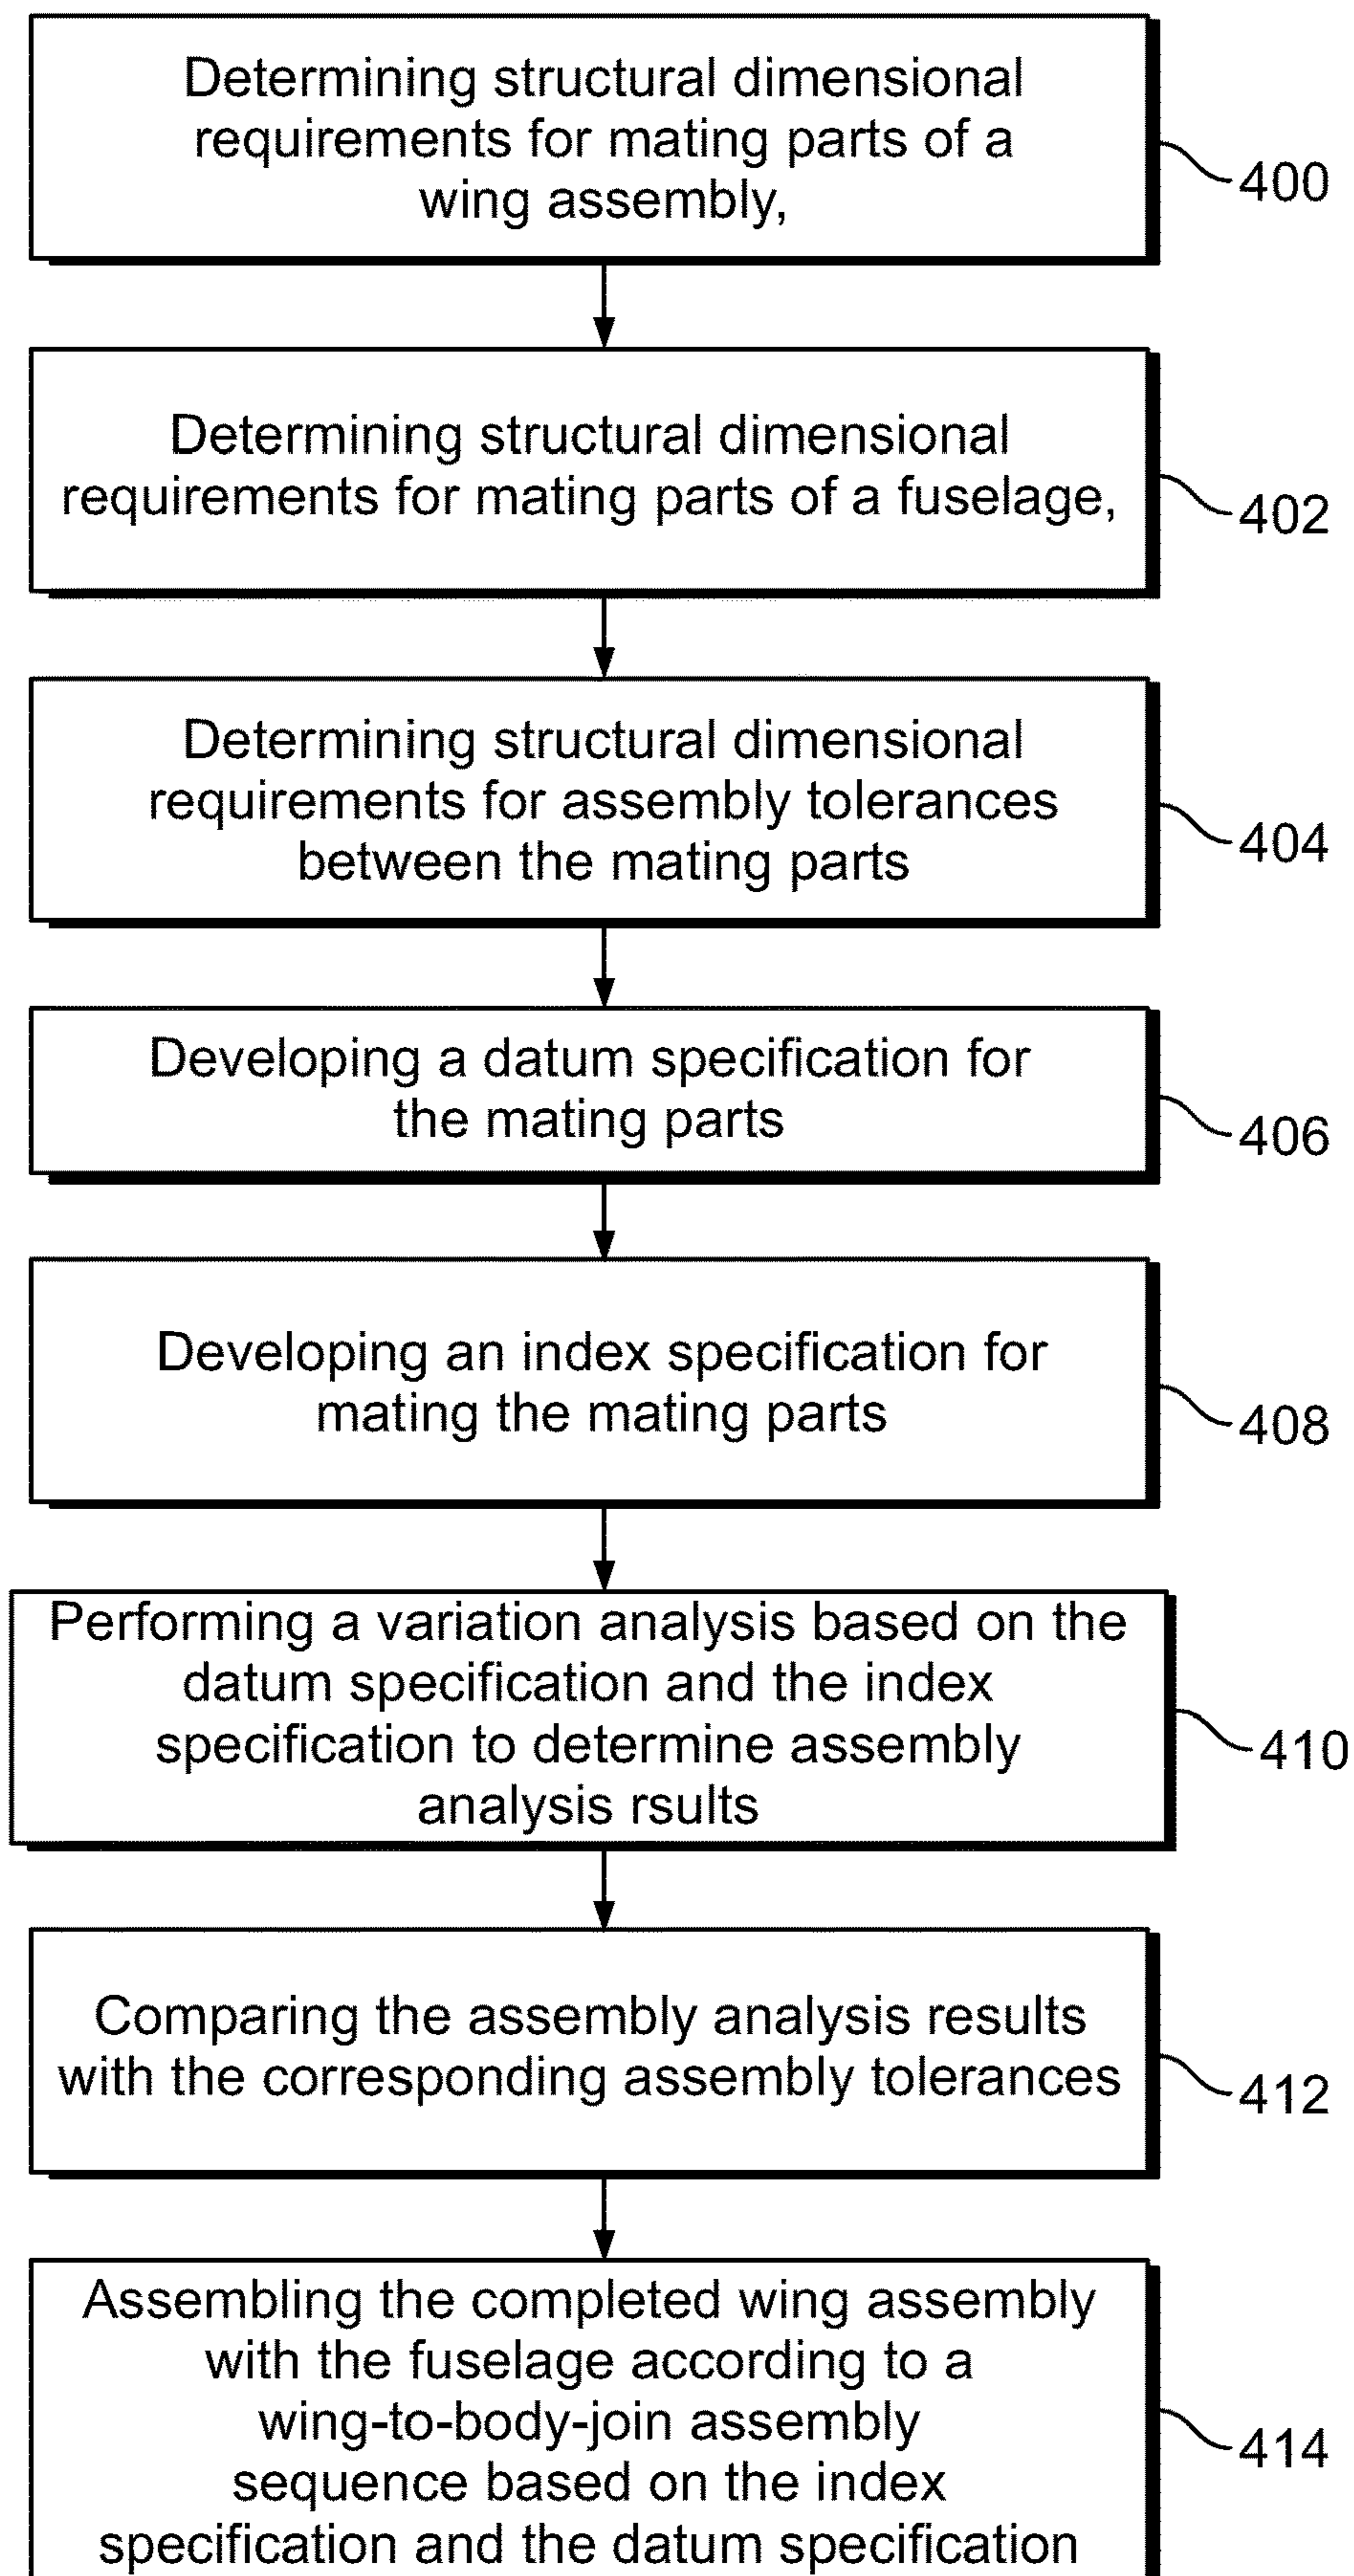 Determining structural dimensional
requirements for mating parts of a
wing assembly,
400
Determining structural dimensional
requirements for mating parts of a fuselage,
402
Determining structural dimensional
requirements for assembly tolerances
between the mating parts
404
Developing a datum specification for
the mating parts
406
Developing an index specification for
mating the mating parts
408
Performing a variation analysis based on the
datum specification and the index
specification to determine assembly
analysis rsults
410
Comparing the assembly analysis results
with the corresponding assembly tolerances
412
Assembling the completed wing assembly
with the fuselage according to a
wing-to-body-join assembly
sequence based on the index
specification and the datum specification
414